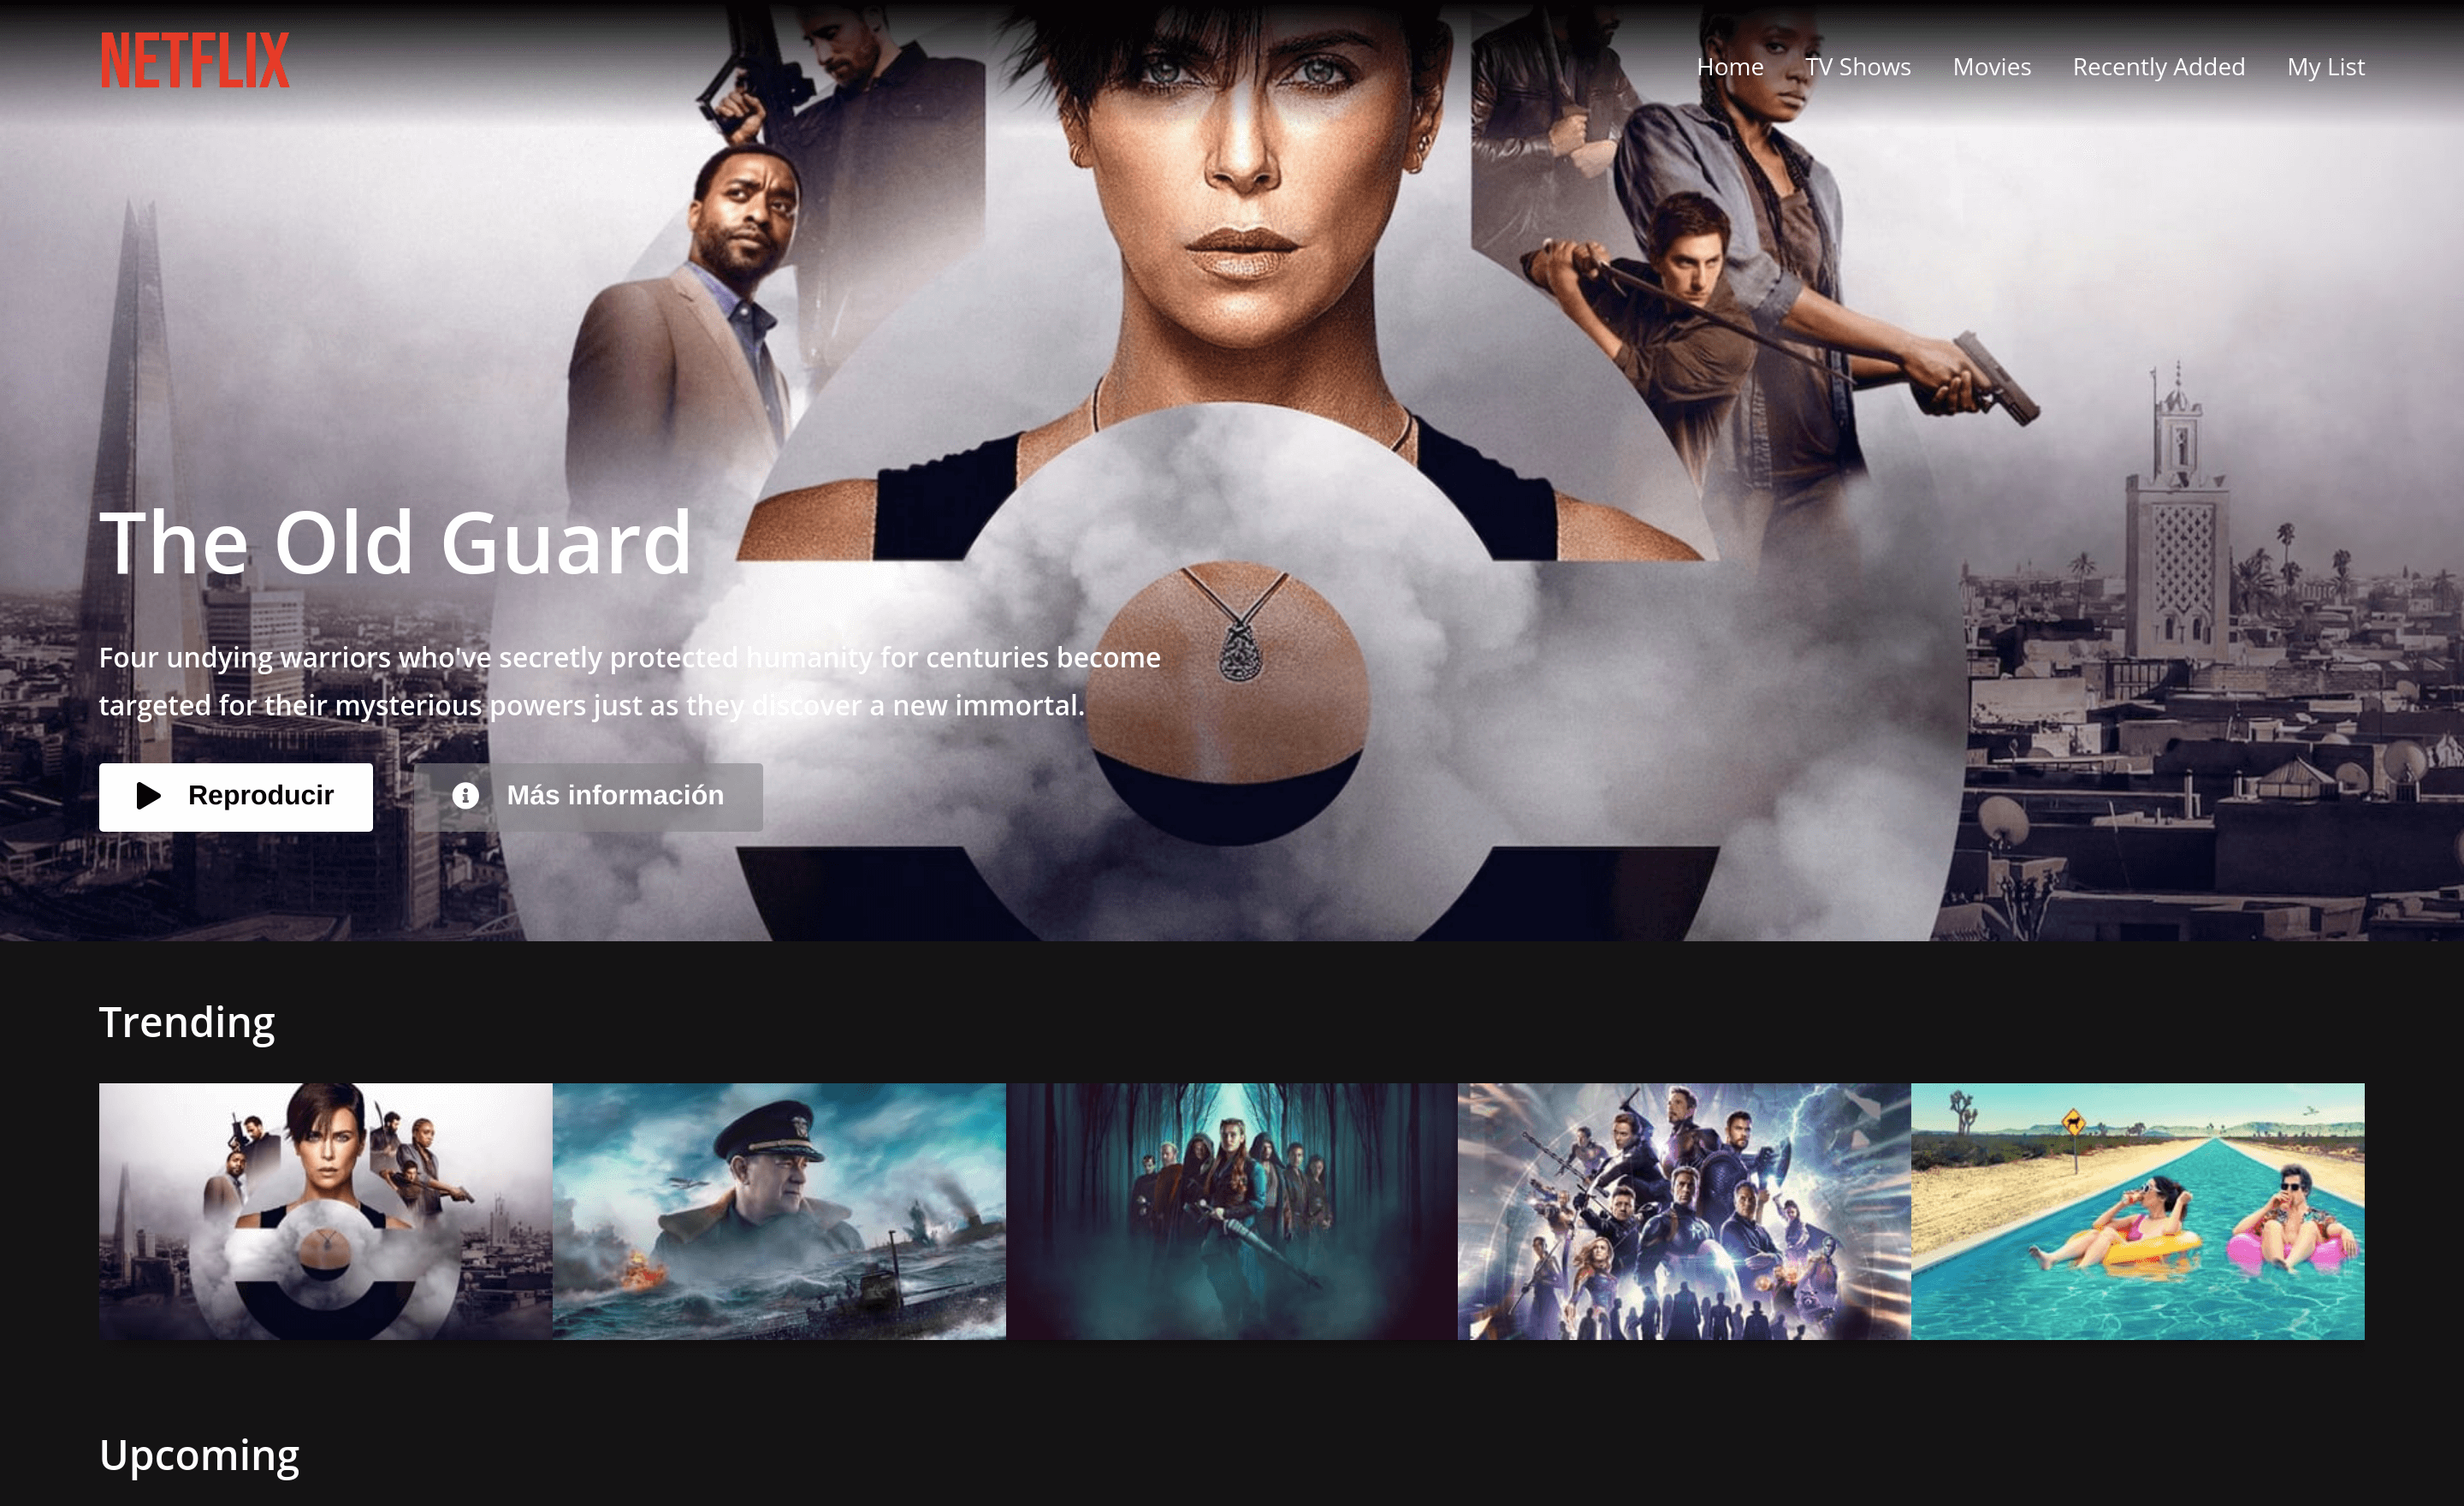 NETFLIX
Home
TV Shows
Movies
Recently Added
My List
The Old Guard
Four undying warriors who've secretly protected humanity for centuries become
targeted for their mysterious powers just as they discover a new immortal.
Reproducir
Más información
Trending
Upcoming